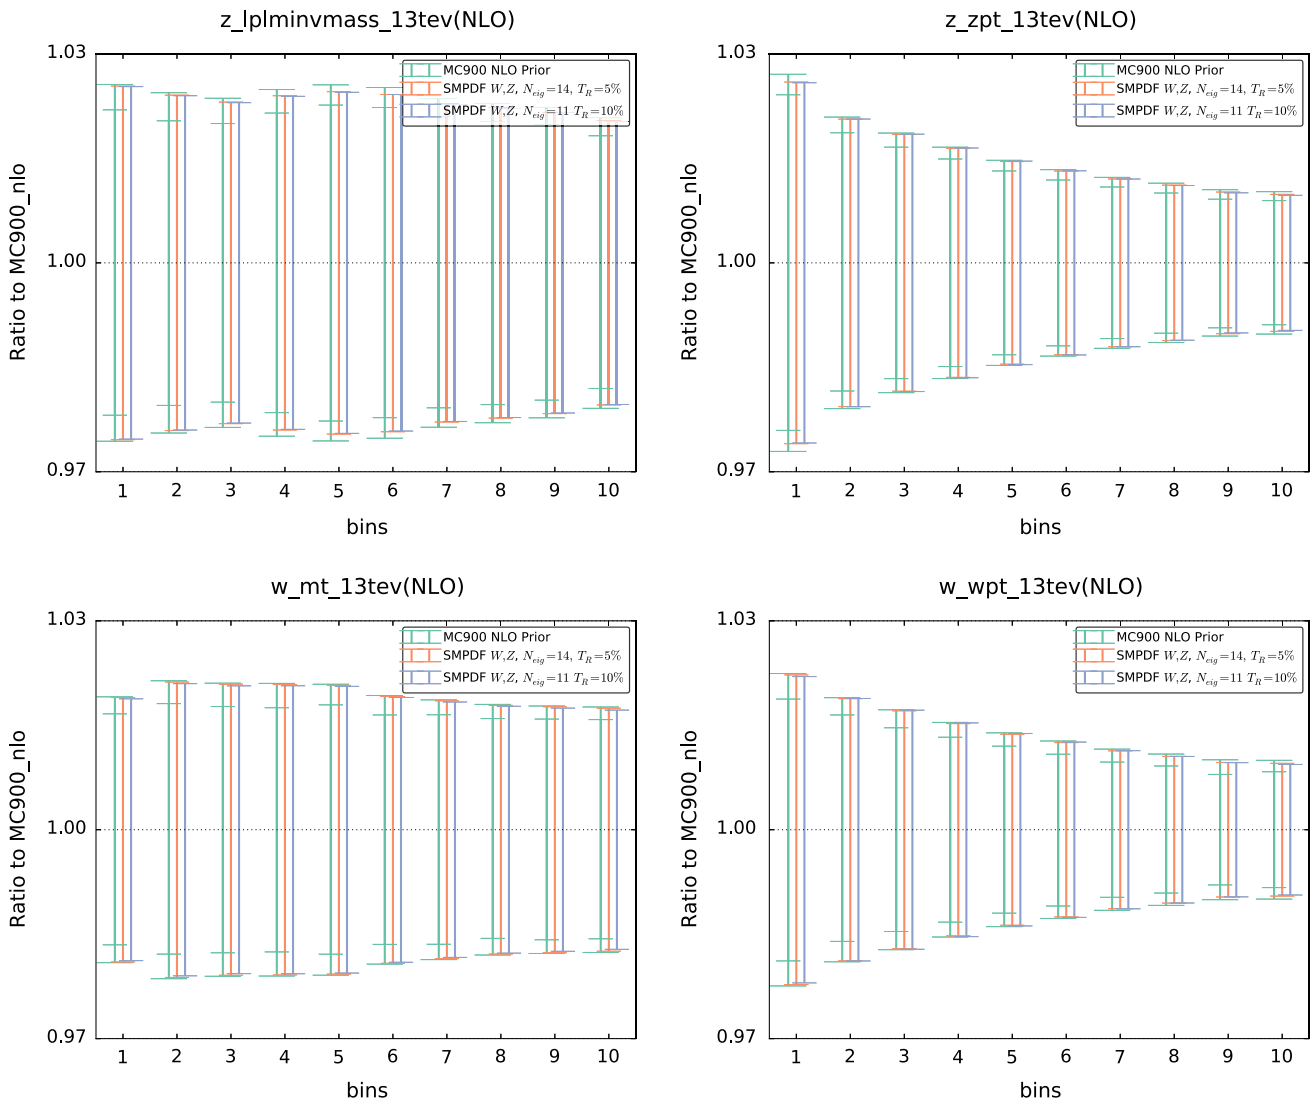 z_lplminvmass_13tev(NLO)
1.03
1.00
0.97
Ratio to MC900_nlo
MC900 NLO Prior
SMPDF W,Z, N_eig=14, T_R=5%
SMPDF W,Z, N_eig=11 T_R=10%
1 2 3 4 5 6 7 8 9 10
bins
z_zpt_13tev(NLO)
1.03
1.00
0.97
Ratio to MC900_nlo
MC900 NLO Prior
SMPDF W,Z, N_eig=14, T_R=5%
SMPDF W,Z, N_eig=11 T_R=10%
1 2 3 4 5 6 7 8 9 10
bins
w_mt_13tev(NLO)
1.03
1.00
0.97
Ratio to MC900_nlo
MC900 NLO Prior
SMPDF W,Z, N_eig=14, T_R=5%
SMPDF W,Z, N_eig=11 T_R=10%
1 2 3 4 5 6 7 8 9 10
bins
w_wpt_13tev(NLO)
1.03
1.00
0.97
Ratio to MC900_nlo
MC900 NLO Prior
SMPDF W,Z, N_eig=14, T_R=5%
SMPDF W,Z, N_eig=11 T_R=10%
1 2 3 4 5 6 7 8 9 10
bins